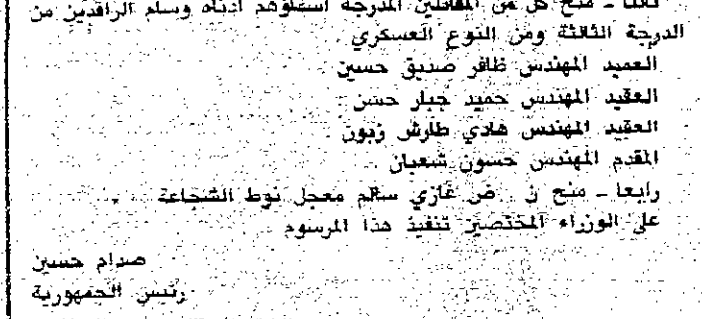 ثالثا ـ منح كل من المقاتلين المدرجة اسماؤهم ادناه وسام الرافدين من
الدرجة الثالثة ومن النوع العسكري .
العميد المهندس ظافر صديق حسين
العقيد المهندس حميد جبار حسن
العقيد المهندس هادي طارش زبون
المقدم المهندس حسون شعبان
رابعا ـ منح ن . ض غازي سالم معجل نوط الشجاعة .
على الوزراء المختصين تنفيذ هذا المرسوم .
صدام حسين
رئيس الجمهورية